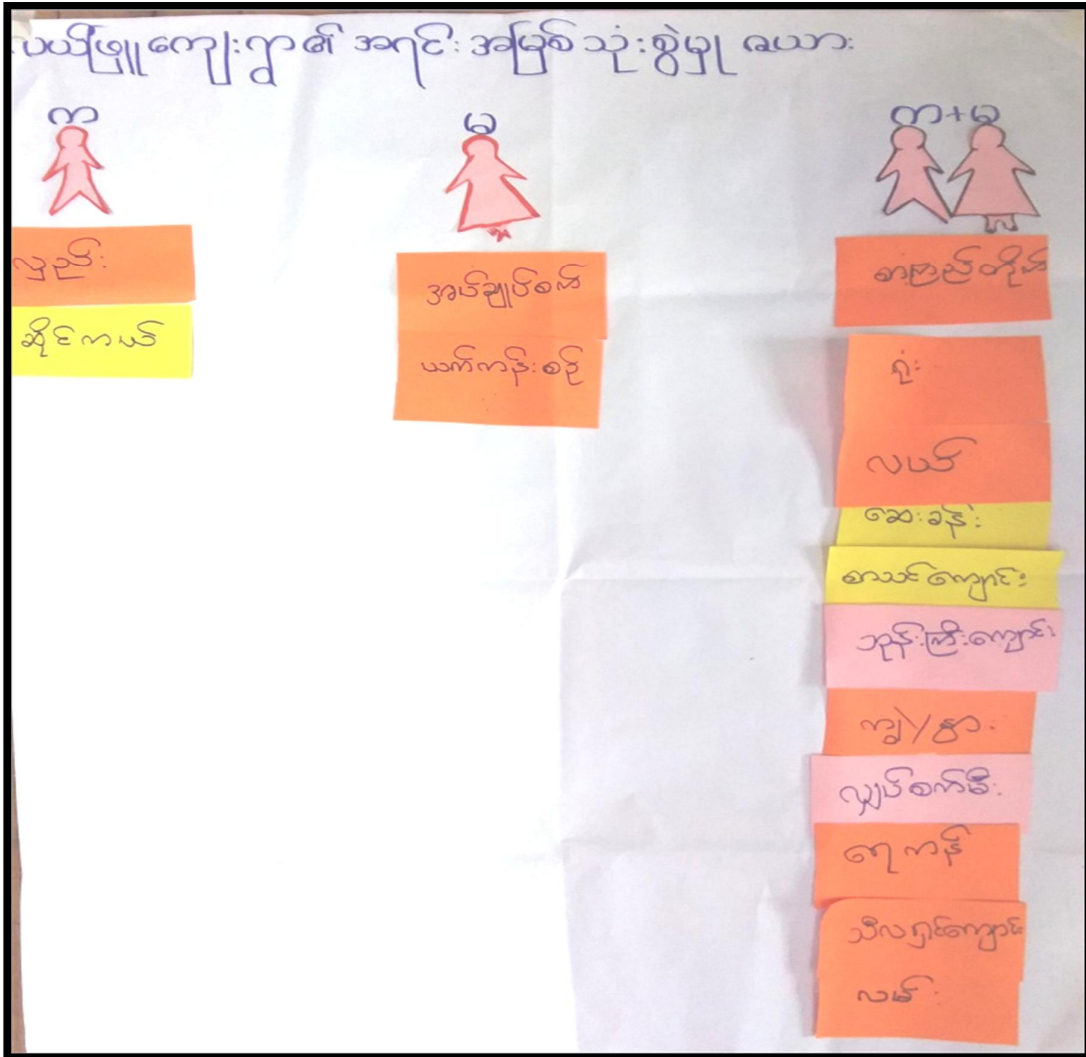 ပယင်းဖြူကျေးရွာ၏ အရင်းအမြစ်သုံးစွဲမှု ဇယား
ကျား
မ
ကျား+မ
လှည်း
ဆိုင်ကယ်
အပ်ချုပ်စက်
ယက်ကန်းစဉ်
စာကြည့်တိုက်
ရုံး
လယ်
ဆေးခန်း
စာသင်ကျောင်း
ဘုန်းကြီးကျောင်း
ကျွဲ/နွား
လျှပ်စစ်မီး
ရေကန်
သီလရှင်ကျောင်း
လမ်း